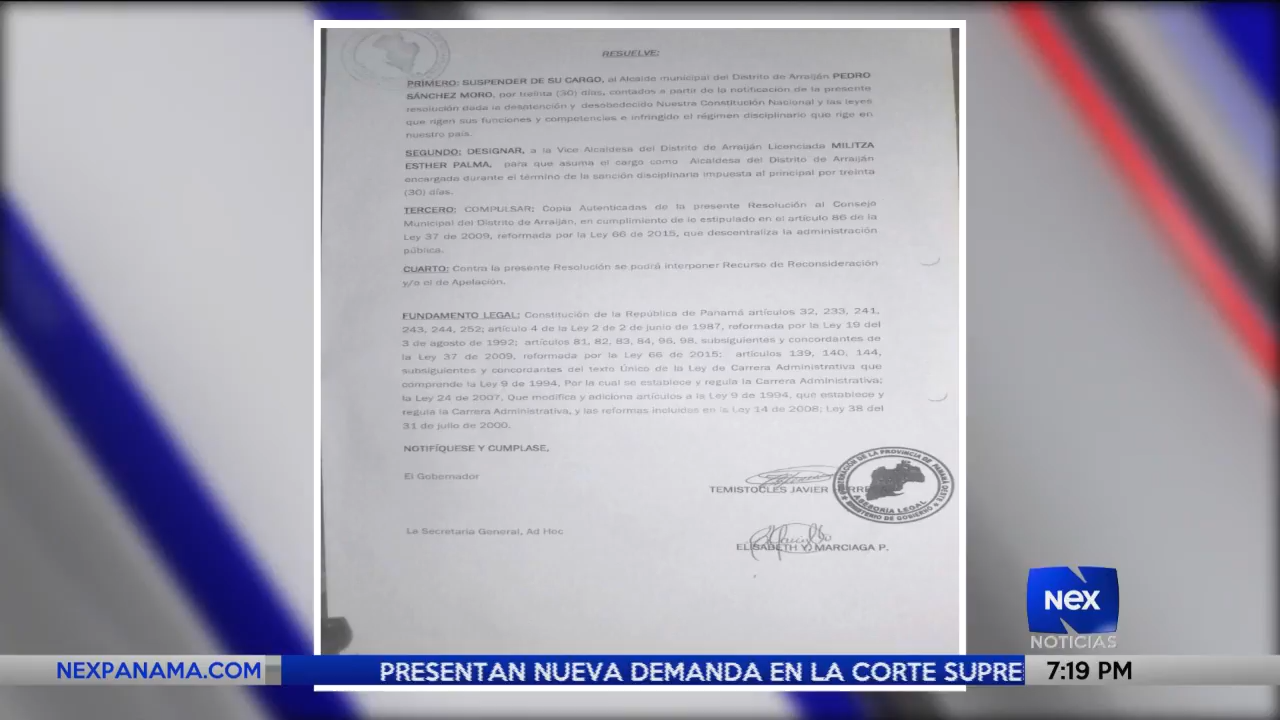 RESUELVE:
PRIMERO: SUSPENDER DE SU CARGO, al Alcalde municipal del Distrito de Arraiján PEDRO
SÁNCHEZ MORO, por treinta (30) días, contados a partir de la notificación de la presente
resolución dada la desatención y desobedecido Nuestra Constitución Nacional y las leyes
que rigen sus funciones y competencias e infringido el régimen disciplinario que rige en
nuestro país.
SEGUNDO: DESIGNAR, a la Vice Alcaldesa del Distrito de Arraiján Licenciada MILITZA
ESTHER PALMA, para que asuma el cargo como Alcaldesa del Distrito de Arraiján
encargada durante el término de la sanción disciplinaria impuesta al principal por treinta
(30) días.
TERCERO: COMPULSAR; Copia Autenticadas de la presente Resolución al Consejo
Municipal del Distrito de Arraiján, en cumplimiento de lo estipulado en el artículo 86 de la
Ley 37 de 2009, reformada por la Ley 66 de 2015, que descentraliza la administración
pública.
CUARTO: Contra la presente Resolución se podrá interponer Recurso de Reconsideración
y/o el de Apelación.
FUNDAMENTO LEGAL: Constitución de la República de Panamá artículos 32, 233, 241,
243, 244, 252; artículo 4 de la Ley 2 de 2 de junio de 1987, reformada por la Ley 19 del
3 de agosto de 1992; artículos 81, 82, 83, 84, 96, 98, subsiguientes y concordantes de
la Ley 37 de 2009, reformada por la Ley 66 de 2015; artículos 139, 140, 144,
subsiguientes y concordantes del texto Único de la Ley de Carrera Administrativa que
comprende la Ley 9 de 1994, Por la cual se establece y regula la Carrera Administrativa;
la Ley 24 de 2007, Que modifica y adiciona artículos a la Ley 9 de 1994, que establece y
regula la Carrera Administrativa, y las reformas incluidas en la Ley 14 de 2008; Ley 38 del
31 de julio de 2000.
NOTIFÍQUESE Y CUMPLASE,
El Gobernador
TEMISTOCLES JAVIER
GOBERNACIÓN DE LA PROVINCIA DE PANAMÁ OESTE
ASESORÍA LEGAL
MINISTERIO DE GOBIERNO
La Secretaria General, Ad Hoc
ELISABETH Y. MARCIAGA P.
nex
NOTICIAS
NEXPANAMA.COM
PRESENTAN NUEVA DEMANDA EN LA CORTE SUPRE
7:19 PM